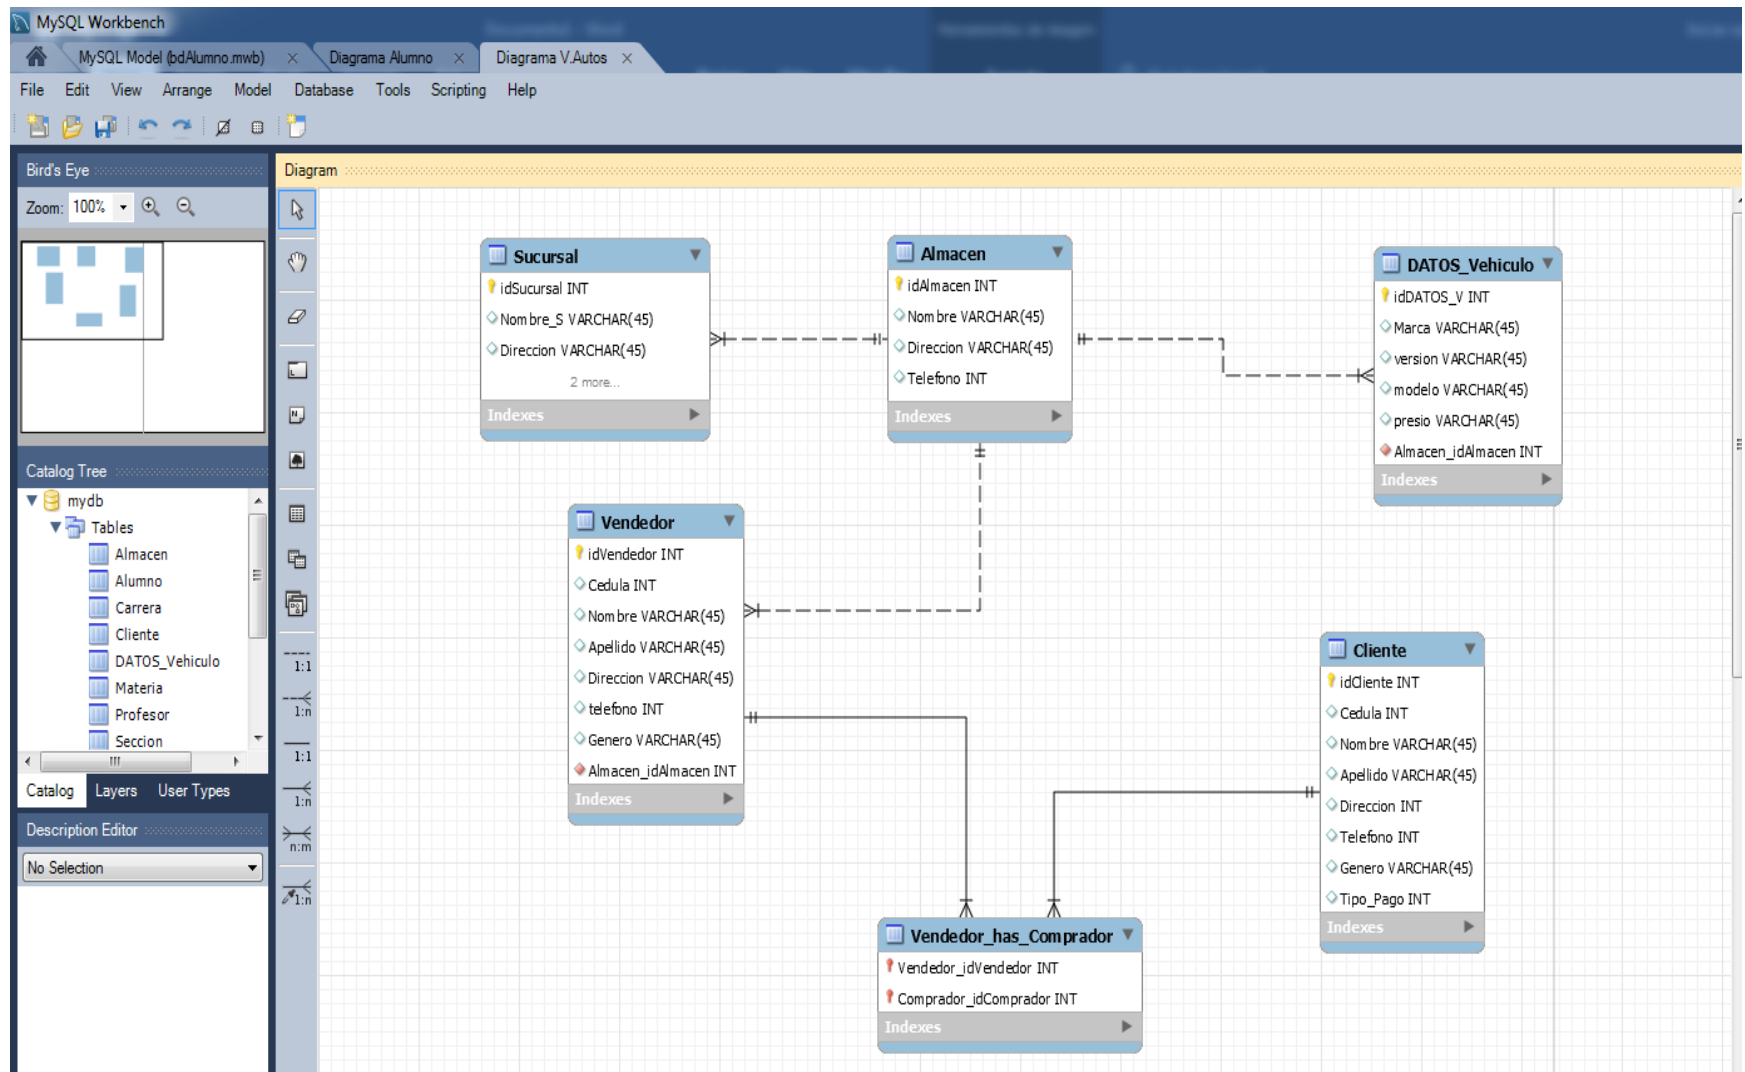 MySQL Workbench
MySQL Model (bdAlumno.mwb) ×
Diagrama Alumno ×
Diagrama V.Autos ×
File Edit View Arrange Model Database Tools Scripting Help
Bird's Eye
Zoom: 100%
Catalog Tree
mydb
Tables
Almacen
Alumno
Carrera
Cliente
DATOS_Vehiculo
Materia
Profesor
Seccion
Catalog Layers User Types
Description Editor
No Selection
1:1
1:n
1:1
1:n
n:m
1:n
Diagram
Sucursal
idSucursal INT
Nombre_S VARCHAR(45)
Direccion VARCHAR(45)
2 more...
Indexes
Almacen
idAlmacen INT
Nombre VARCHAR(45)
Direccion VARCHAR(45)
Telefono INT
Indexes
DATOS_Vehiculo
idDATOS_V INT
Marca VARCHAR(45)
version VARCHAR(45)
modelo VARCHAR(45)
presio VARCHAR(45)
Almacen_idAlmacen INT
Indexes
Vendedor
idVendedor INT
Cedula INT
Nombre VARCHAR(45)
Apellido VARCHAR(45)
Direccion VARCHAR(45)
telefono INT
Genero VARCHAR(45)
Almacen_idAlmacen INT
Indexes
Cliente
idCliente INT
Cedula INT
Nombre VARCHAR(45)
Apellido VARCHAR(45)
Direccion INT
Telefono INT
Genero VARCHAR(45)
Tipo_Pago INT
Indexes
Vendedor_has_Comprador
Vendedor_idVendedor INT
Comprador_idComprador INT
Indexes